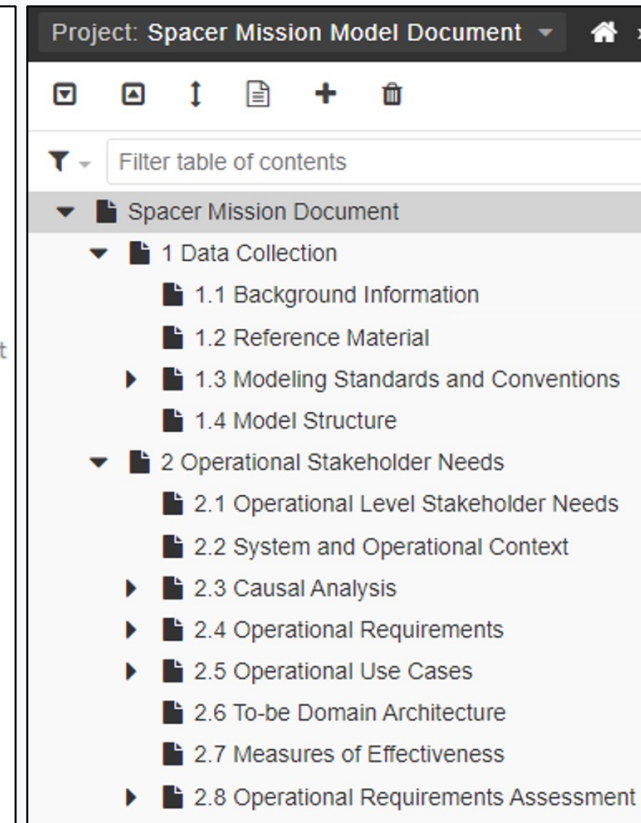 Project: Spacer Mission Model Document
Filter table of contents
Spacer Mission Document
1 Data Collection
1.1 Background Information
1.2 Reference Material
t
1.3 Modeling Standards and Conventions
1.4 Model Structure
2 Operational Stakeholder Needs
2.1 Operational Level Stakeholder Needs
2.2 System and Operational Context
2.3 Causal Analysis
2.4 Operational Requirements
2.5 Operational Use Cases
2.6 To-be Domain Architecture
2.7 Measures of Effectiveness
2.8 Operational Requirements Assessment